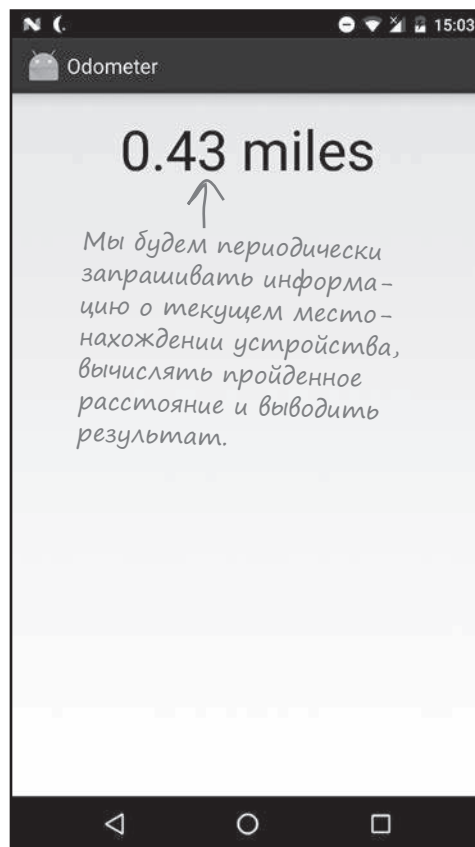 15:03
Odometer
0.43 miles
Мы будем периодически
запрашивать информа-
цию о текущем место-
нахождении устройства,
вычислять пройденное
расстояние и выводить
результат.